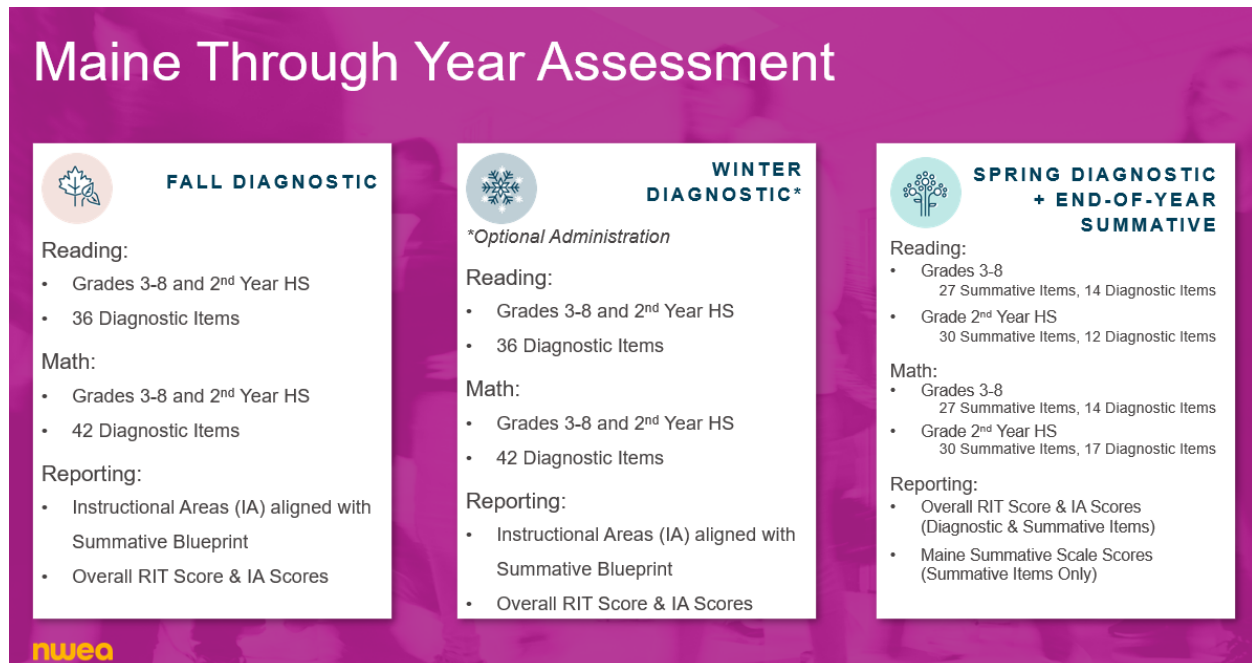 Maine Through Year Assessment
FALL DIAGNOSTIC
Reading:
• Grades 3-8 and 2nd Year HS
• 36 Diagnostic Items
Math:
• Grades 3-8 and 2nd Year HS
• 42 Diagnostic Items
Reporting:
• Instructional Areas (IA) aligned with
Summative Blueprint
• Overall RIT Score & IA Scores
WINTER
DIAGNOSTIC*
*Optional Administration
Reading:
• Grades 3-8 and 2nd Year HS
• 36 Diagnostic Items
Math:
• Grades 3-8 and 2nd Year HS
• 42 Diagnostic Items
Reporting:
• Instructional Areas (IA) aligned with
Summative Blueprint
• Overall RIT Score & IA Scores
SPRING DIAGNOSTIC
+ END-OF-YEAR
SUMMATIVE
Reading:
• Grades 3-8
27 Summative Items, 14 Diagnostic Items
• Grade 2nd Year HS
30 Summative Items, 12 Diagnostic Items
Math:
• Grades 3-8
27 Summative Items, 14 Diagnostic Items
• Grade 2nd Year HS
30 Summative Items, 17 Diagnostic Items
Reporting:
• Overall RIT Score & IA Scores
(Diagnostic & Summative Items)
• Maine Summative Scale Scores
(Summative Items Only)
nwea